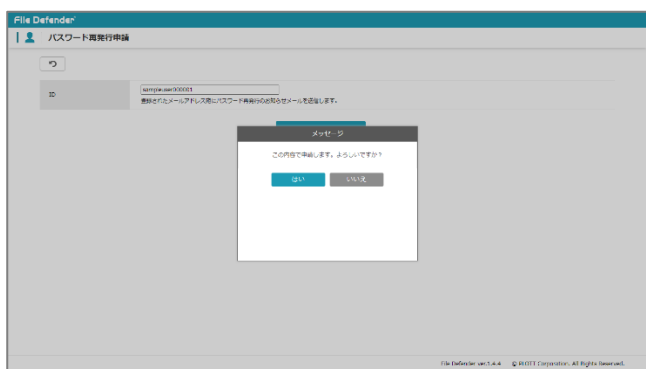 File Defender
パスワード再発行申請
ID
sampleuser000001
登録されたメールアドレス宛にパスワード再発行のお知らせメールを送信します。
メッセージ
この内容で申請します。よろしいですか？
はい
いいえ
File Defender ver.1.4.4 © PLOTT Corporation. All Rights Reserved.